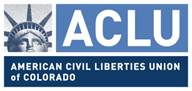 ACLU
AMERICAN CIVIL LIBERTIES UNION
of COLORADO